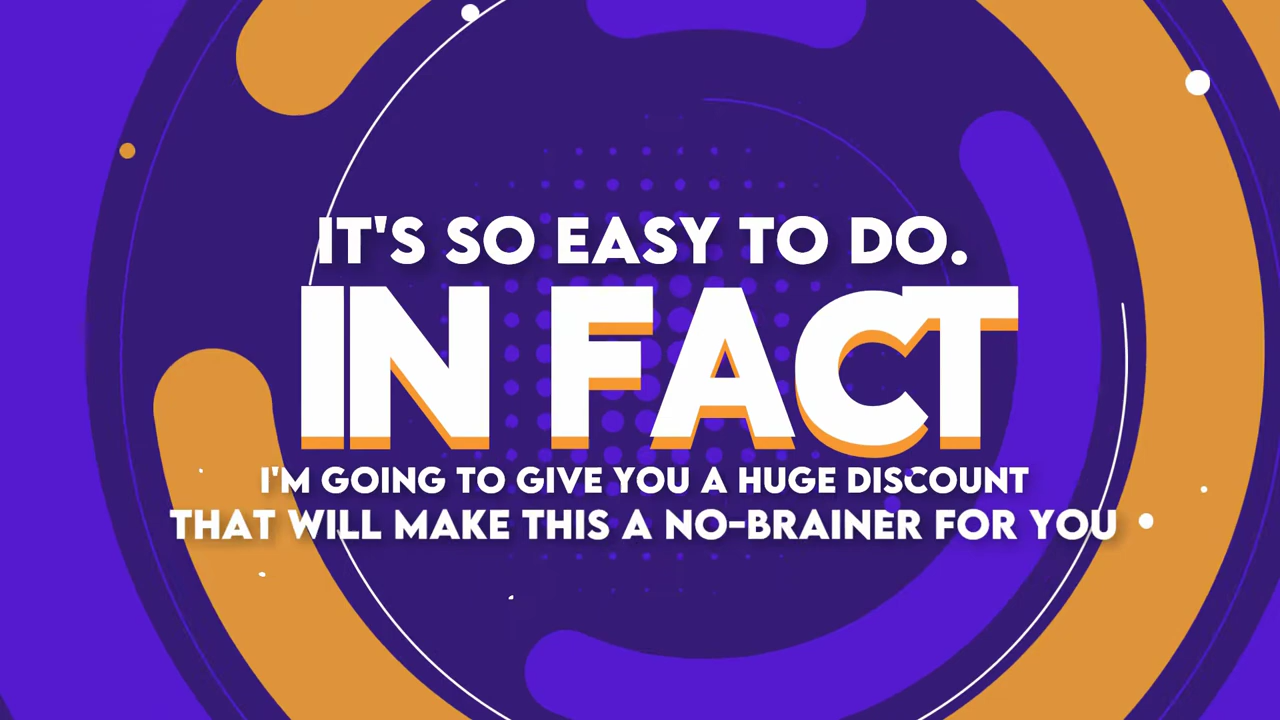 IT'S SO EASY TO DO.
IN FACT
I'M GOING TO GIVE YOU A HUGE DISCOUNT
THAT WILL MAKE THIS A NO-BRAINER FOR YOU